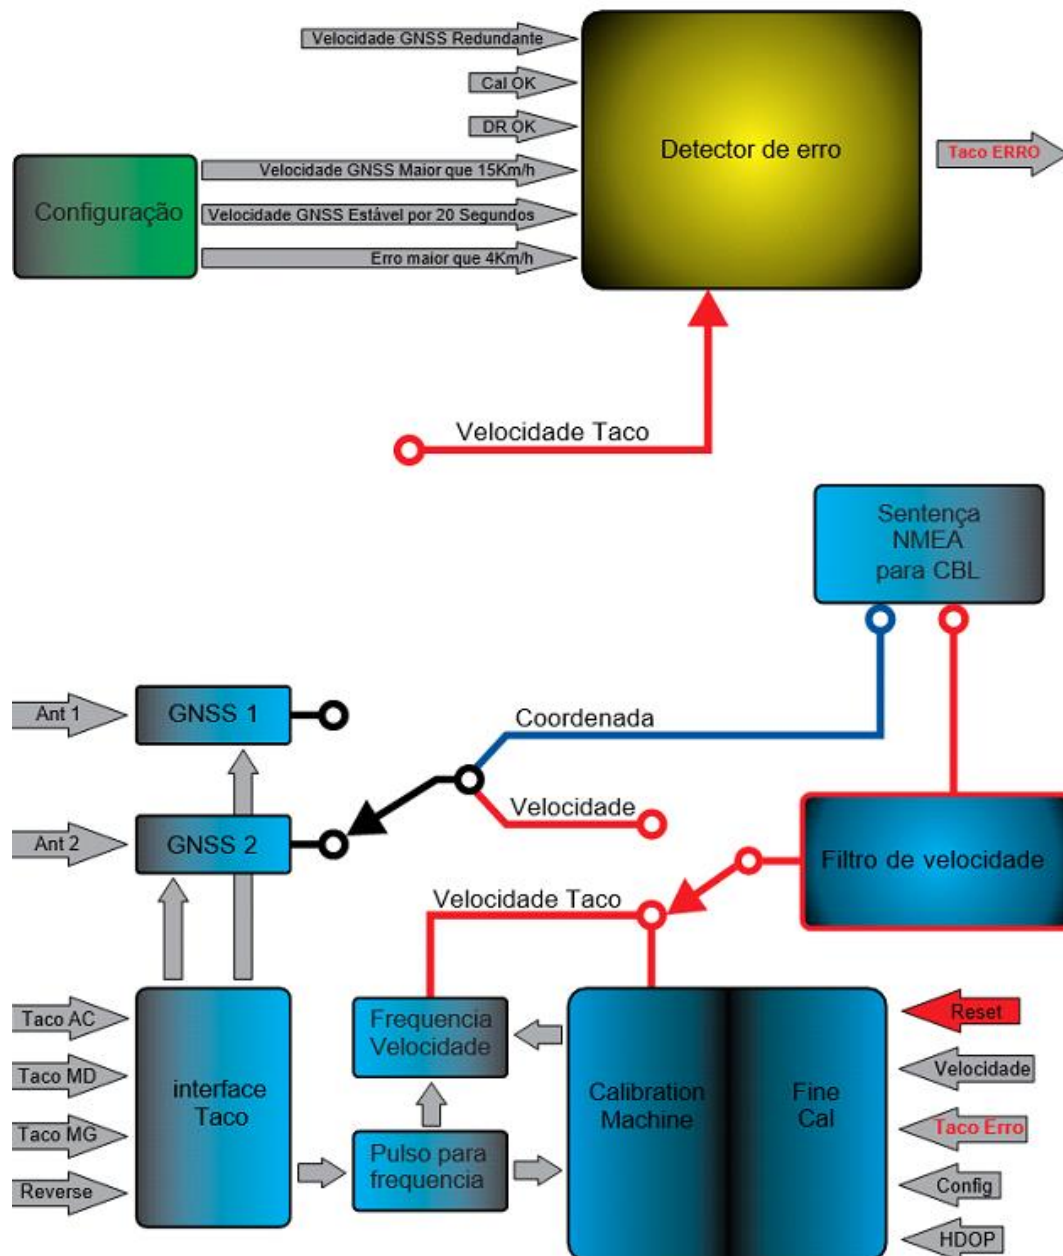 Velocidade GNSS Redundante
Cal OK
DR OK
Velocidade GNSS Maior que 15Km/h
Velocidade GNSS Estável por 20 Segundos
Erro maior que 4Km/h
Configuração
Detector de erro
Taco ERRO
Velocidade Taco
Sentença
NMEA
para CBL
Ant 1
GNSS 1
Coordenada
Velocidade
Ant 2
GNSS 2
Filtro de velocidade
Velocidade Taco
Taco AC
Taco MD
Taco MG
Reverse
interface
Taco
Frequencia
Velocidade
Pulso para
frequencia
Calibration
Machine
Fine
Cal
Reset
Velocidade
Taco Erro
Config
HDOP